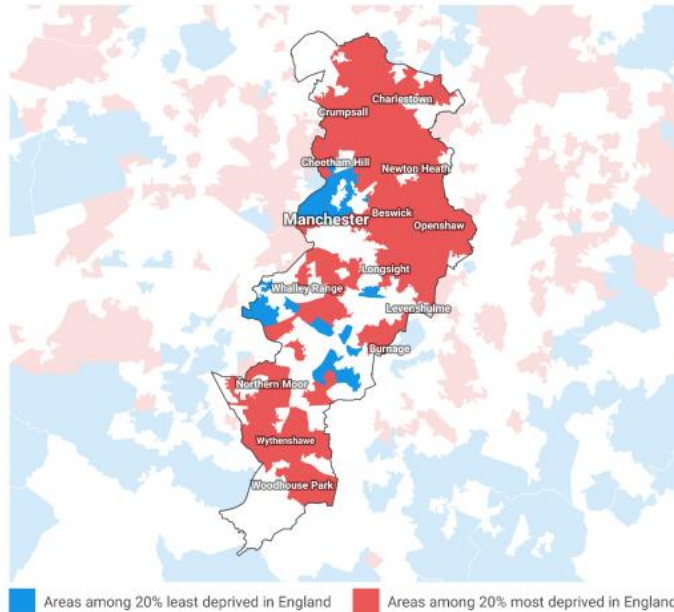 Charlestown
Crumpsall
Cheetham Hill
Newton Heath
Manchester
Beswick
Openshaw
Longsight
Whalley Range
Levenshulme
Burnage
Northern Moor
Wythenshawe
Woodhouse Park
Areas among 20% least deprived in England
Areas among 20% most deprived in England